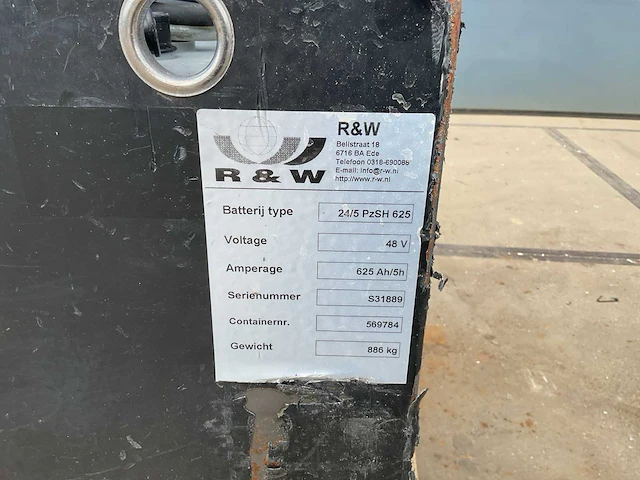 R & W
R&W
Bellstraat 18
6716 BA Ede
Telefoon 0318-690088
E-mail: info@r-w.nl
http://www.r-w.nl
Batterij type 24/5 PzSH 625
Voltage 48 V
Amperage 625 Ah/5h
Serienummer S31889
Containernr. 569784
Gewicht 886 kg